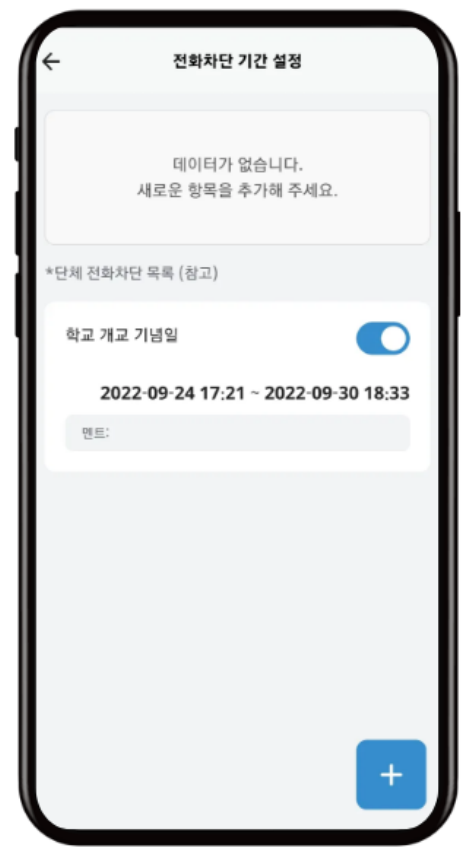 전화차단 기간 설정
데이터가 없습니다.
새로운 항목을 추가해 주세요.
*단체 전화차단 목록 (참고)
학교 개교 기념일
2022-09-24 17:21 ~ 2022-09-30 18:33
멘트: